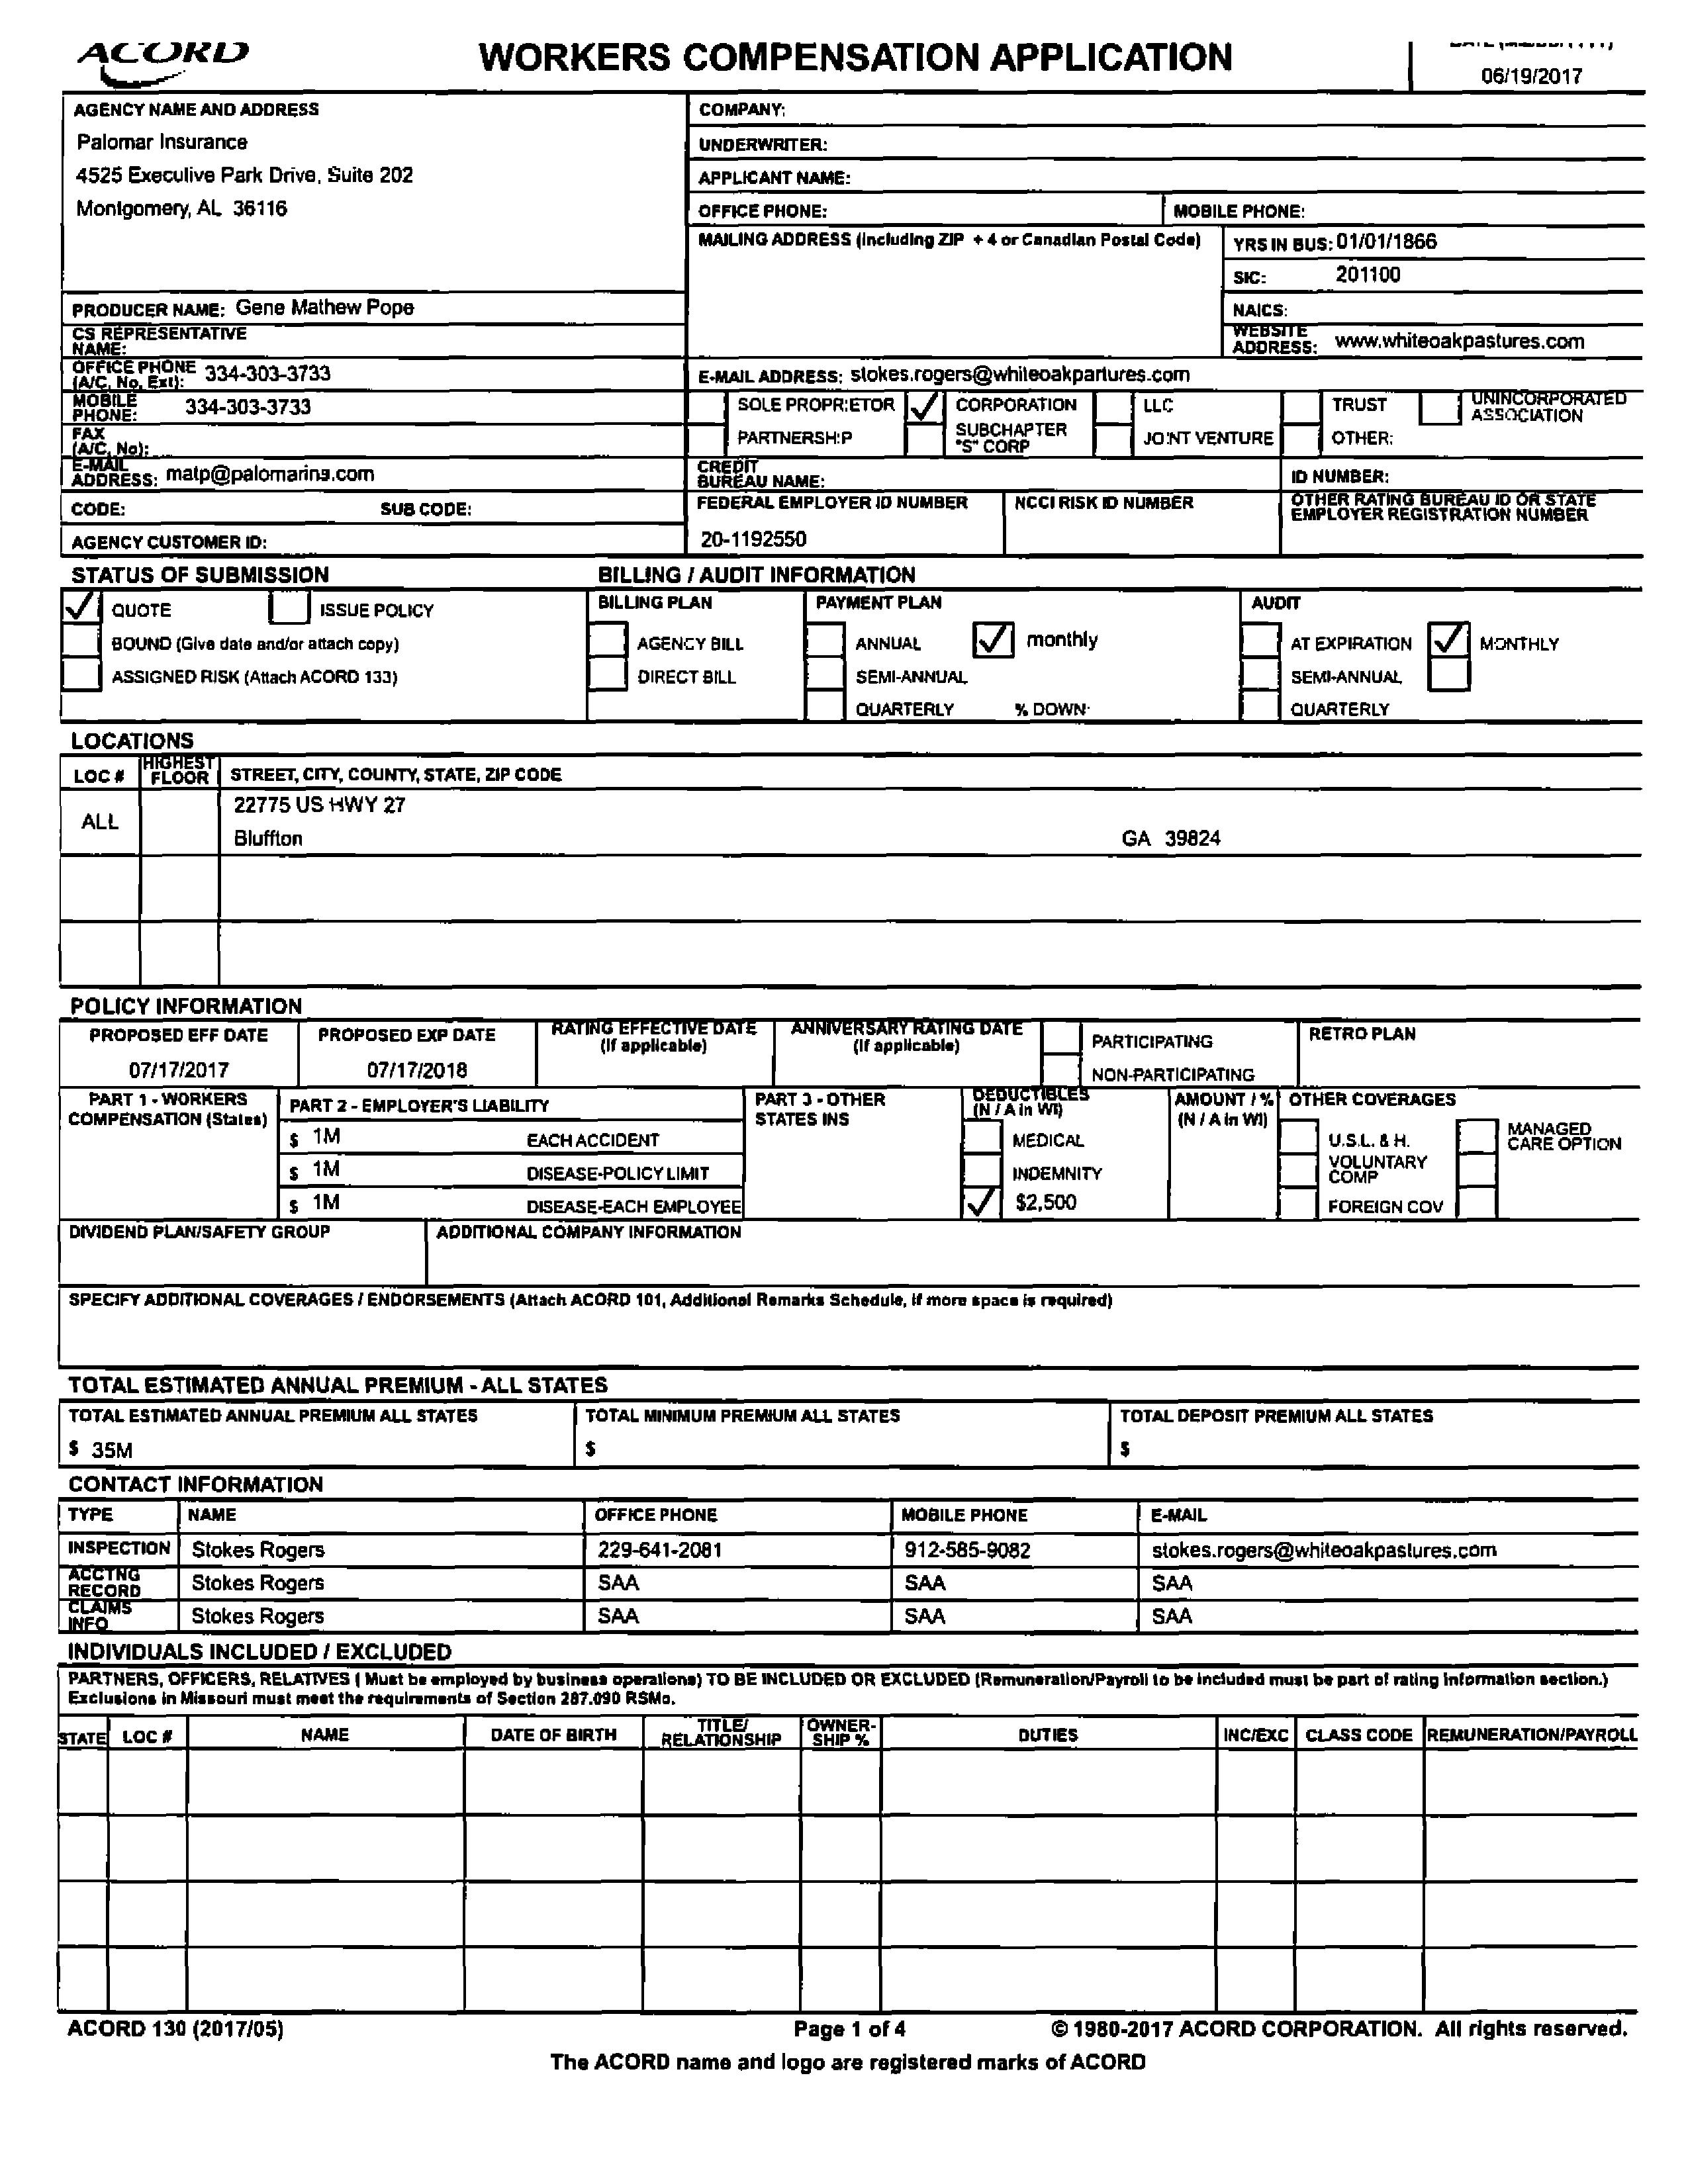 ACORD
WORKERS COMPENSATION APPLICATION
06/19/2017
AGENCY NAME AND ADDRESS
Palomar Insurance
4525 Executive Park Drive, Suite 202
Montgomery, AL 36116
PRODUCER NAME: Gene Mathew Pope
CS REPRESENTATIVE
NAME:
OFFICE PHONE
(A/C, No, Ext): 334-303-3733
MOBILE
PHONE: 334-303-3733
FAX
(A/C, No):
E-MAIL
ADDRESS: matp@palomarins.com
CODE: SUB CODE:
AGENCY CUSTOMER ID:
COMPANY:
UNDERWRITER:
APPLICANT NAME:
OFFICE PHONE: MOBILE PHONE:
MAILING ADDRESS (including ZIP + 4 or Canadian Postal Code)
YRS IN BUS: 01/01/1866
SIC: 201100
NAICS:
WEBSITE
ADDRESS: www.whiteoakpastures.com
E-MAIL ADDRESS: stokes.rogers@whiteoakparlures.com
SOLE PROPRIETOR ✓ CORPORATION LLC TRUST UNINCORPORATED
ASSOCIATION
PARTNERSHIP SUBCHAPTER
"S" CORP JOINT VENTURE OTHER:
CREDIT
BUREAU NAME: ID NUMBER:
FEDERAL EMPLOYER ID NUMBER NCCI RISK ID NUMBER OTHER RATING BUREAU ID OR STATE
EMPLOYER REGISTRATION NUMBER
20-1192550
STATUS OF SUBMISSION BILLING / AUDIT INFORMATION
✓ QUOTE ISSUE POLICY BILLING PLAN PAYMENT PLAN AUDIT
BOUND (Give date and/or attach copy) AGENCY BILL ANNUAL ✓ monthly AT EXPIRATION ✓ MONTHLY
ASSIGNED RISK (Attach ACORD 133) DIRECT BILL SEMI-ANNUAL SEMI-ANNUAL
QUARTERLY % DOWN: QUARTERLY
LOCATIONS
LOC # HIGHEST
FLOOR STREET, CITY, COUNTY, STATE, ZIP CODE
ALL 22775 US HWY 27
Bluffton GA 39824
POLICY INFORMATION
PROPOSED EFF DATE PROPOSED EXP DATE RATING EFFECTIVE DATE
(If applicable) ANNIVERSARY RATING DATE
(If applicable) PARTICIPATING RETRO PLAN
07/17/2017 07/17/2018 NON-PARTICIPATING
PART 1 - WORKERS
COMPENSATION (States) PART 2 - EMPLOYER'S LIABILITY PART 3 - OTHER
STATES INS DEDUCTIBLES
(N / A in WI) AMOUNT / %
(N / A in WI) OTHER COVERAGES
$ 1M EACH ACCIDENT MEDICAL U.S.L. & H. MANAGED
CARE OPTION
$ 1M DISEASE-POLICY LIMIT INDEMNITY VOLUNTARY
COMP
$ 1M DISEASE-EACH EMPLOYEE ✓ $2,500 FOREIGN COV
DIVIDEND PLAN/SAFETY GROUP ADDITIONAL COMPANY INFORMATION
SPECIFY ADDITIONAL COVERAGES / ENDORSEMENTS (Attach ACORD 101, Additional Remarks Schedule, if more space is required)
TOTAL ESTIMATED ANNUAL PREMIUM - ALL STATES
TOTAL ESTIMATED ANNUAL PREMIUM ALL STATES TOTAL MINIMUM PREMIUM ALL STATES TOTAL DEPOSIT PREMIUM ALL STATES
$ 35M $ $
CONTACT INFORMATION
TYPE NAME OFFICE PHONE MOBILE PHONE E-MAIL
INSPECTION Stokes Rogers 229-641-2081 912-585-9082 stokes.rogers@whiteoakpastures.com
ACCTNG
RECORD Stokes Rogers SAA SAA SAA
CLAIMS
INFO Stokes Rogers SAA SAA SAA
INDIVIDUALS INCLUDED / EXCLUDED
PARTNERS, OFFICERS, RELATIVES ( Must be employed by business operations) TO BE INCLUDED OR EXCLUDED (Remuneration/Payroll to be included must be part of rating information section.)
Exclusions in Missouri must meet the requirements of Section 287.090 RSMo.
STATE LOC # NAME DATE OF BIRTH TITLE/
RELATIONSHIP OWNER-
SHIP % DUTIES INC/EXC CLASS CODE REMUNERATION/PAYROLL
ACORD 130 (2017/05) Page 1 of 4 © 1980-2017 ACORD CORPORATION. All rights reserved.
The ACORD name and logo are registered marks of ACORD